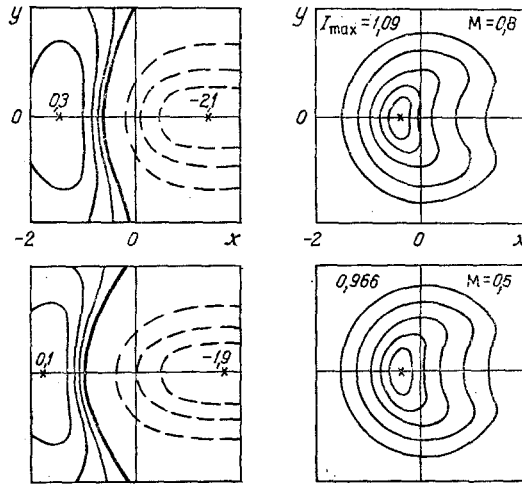 y
0,3
-2,1
0
-2
0
x
y
I max = 1,09
M = 0,8
0
-2
0
x
0,1
-1,9
0,966
M = 0,5